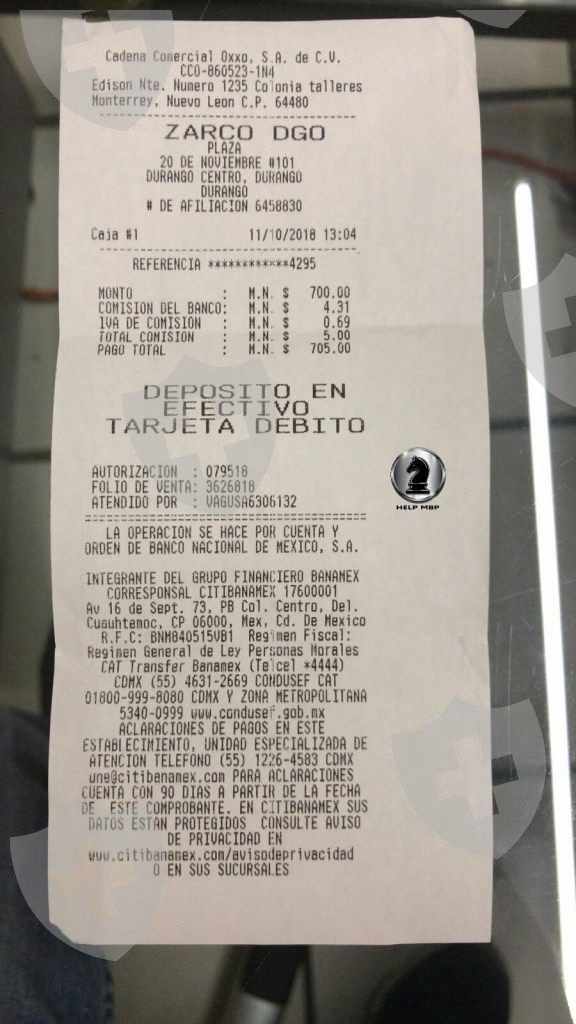 Cadena Comercial Oxxo, S.A. de C.V.
CCO-860523-1N4
Edison Nte. Numero 1235 Colonia talleres
Monterrey, Nuevo Leon C.P. 64480
ZARCO DGO
PLAZA
20 DE NOVIEMBRE #101
DURANGO CENTRO, DURANGO
DURANGO
# DE AFILIACION 6458830
Caja #1 11/10/2018 13:04
REFERENCIA ************4295
MONTO : M.N. $ 700.00
COMISION DEL BANCO: M.N. $ 4.31
IVA DE COMISION : M.N. $ 0.69
TOTAL COMISION : M.N. $ 5.00
PAGO TOTAL : M.N. $ 705.00
DEPOSITO EN
EFECTIVO
TARJETA DEBITO
AUTORIZACION : 079518
FOLIO DE VENTA: 3626818
ATENDIDO POR : VAGUSA6306132
HELP MBP
LA OPERACION SE HACE POR CUENTA Y
ORDEN DE BANCO NACIONAL DE MEXICO, S.A.
INTEGRANTE DEL GRUPO FINANCIERO BANAMEX
CORRESPONSAL CITIBANAMEX 17600001
Av 16 de Sept. 73, PB Col. Centro, Del.
Cuauhtemoc, CP 06000, Mex, Cd. De Mexico
R.F.C: BNM840515VB1 Regimen Fiscal:
Regimen General de Ley Personas Morales
CAT Transfer Banamex (Telcel *4444)
CDMX (55) 4631-2669 CONDUSEF CAT
01800-999-8080 CDMX Y ZONA METROPOLITANA
5340-0999 www.condusef.gob.mx
ACLARACIONES DE PAGOS EN ESTE
ESTABLECIMIENTO, UNIDAD ESPECIALIZADA DE
ATENCION TELEFONO (55) 1226-4583 CDMX
une@citibanamex.com PARA ACLARACIONES
CUENTA CON 90 DIAS A PARTIR DE LA FECHA
DE ESTE COMPROBANTE. EN CITIBANAMEX SUS
DATOS ESTAN PROTEGIDOS CONSULTE AVISO
DE PRIVACIDAD EN
www.citibanamex.com/avisodeprivacidad
O EN SUS SUCURSALES